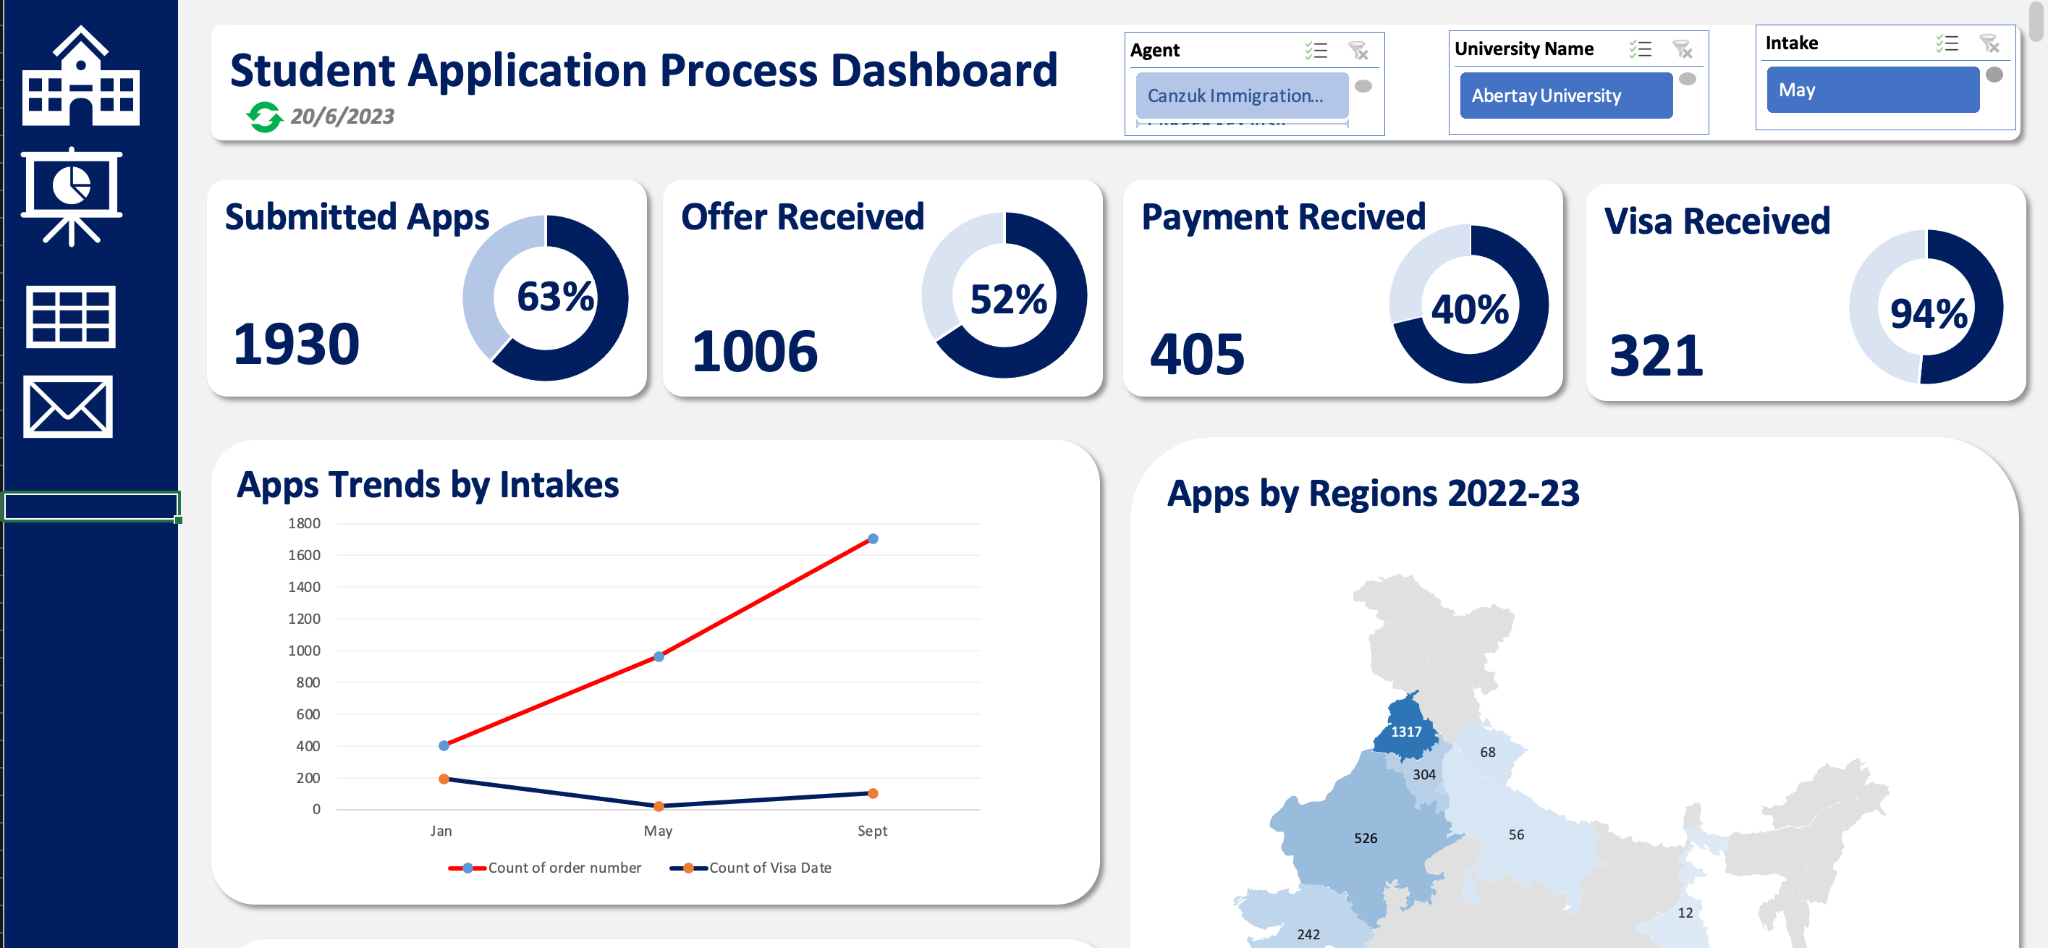 Student Application Process Dashboard
20/6/2023
Agent
Canzuk Immigration...
University Name
Abertay University
Intake
May
Submitted Apps
63%
1930
Offer Received
52%
1006
Payment Recived
40%
405
Visa Received
94%
321
Apps Trends by Intakes
1800
1600
1400
1200
1000
800
600
400
200
0
Jan May Sept
Count of order number Count of Visa Date
Apps by Regions 2022-23
1317
68
304
526
56
12
242